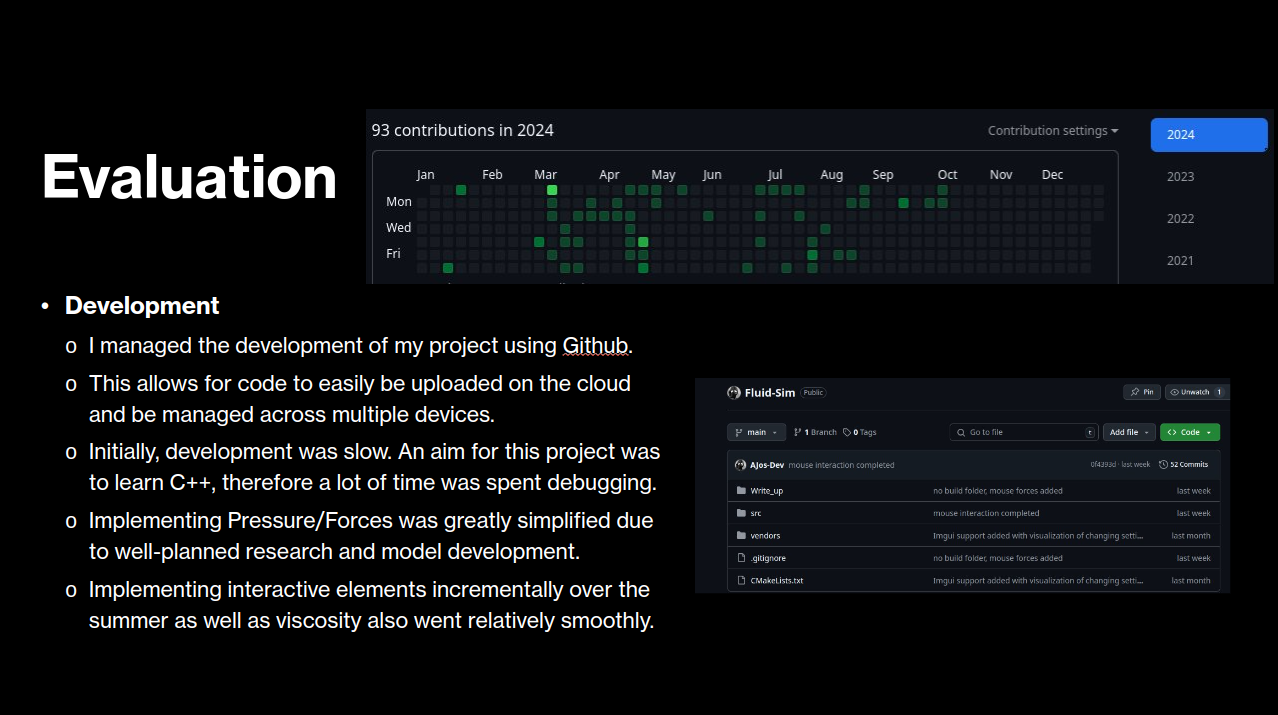 Evaluation
93 contributions in 2024
Contribution settings
2024
2023
2022
2021
Jan Feb Mar Apr May Jun Jul Aug Sep Oct Nov Dec
Mon
Wed
Fri
• Development
o I managed the development of my project using Github.
o This allows for code to easily be uploaded on the cloud
and be managed across multiple devices.
o Initially, development was slow. An aim for this project was
to learn C++, therefore a lot of time was spent debugging.
o Implementing Pressure/Forces was greatly simplified due
to well-planned research and model development.
o Implementing interactive elements incrementally over the
summer as well as viscosity also went relatively smoothly.
Fluid-Sim Public
Pin Unwatch 1
main 1 Branch 0 Tags Go to file t Add file Code
AJos-Dev mouse interaction completed 0f4393d · last week 52 Commits
Write_up no build folder, mouse forces added last week
src mouse interaction completed last week
vendors Imgui support added with visualization of changing setti... last month
.gitignore no build folder, mouse forces added last week
CMakeLists.txt Imgui support added with visualization of changing setti... last month